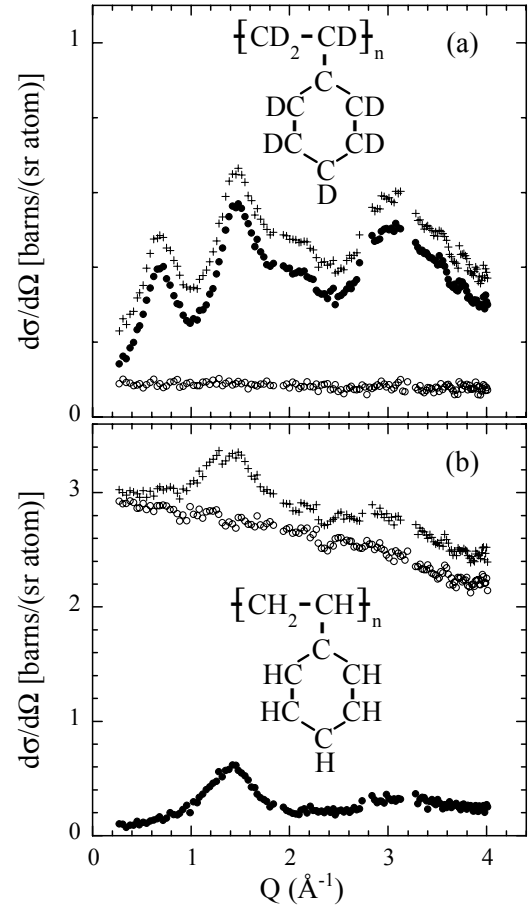 1
[CD₂ – CD]ₙ
(a)
C
DC CD
DC CD
C
D
0
dσ/dΩ [barns/(sr atom)]
3
(b)
2
[CH₂ – CH]ₙ
C
HC CH
HC CH
C
H
1
0
dσ/dΩ [barns/(sr atom)]
0 1 2 3 4
Q (Å⁻¹)